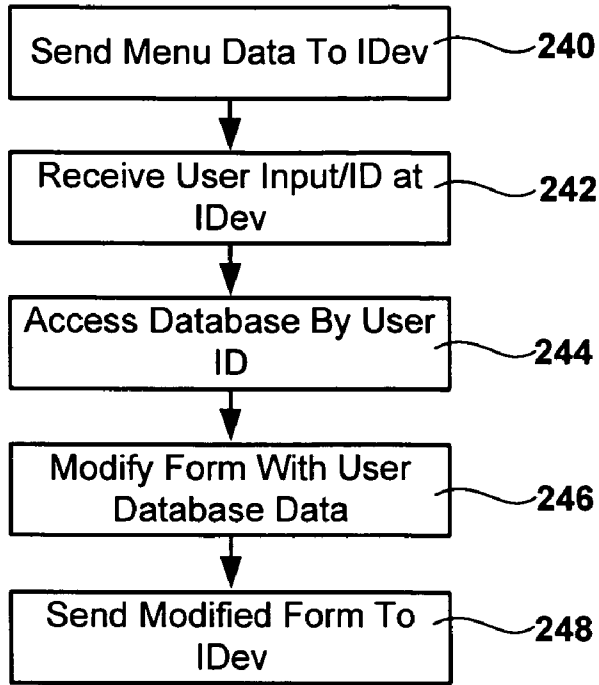 Send Menu Data To IDev
240
Receive User Input/ID at
IDev
242
Access Database By User
ID
244
Modify Form With User
Database Data
246
Send Modified Form To
IDev
248